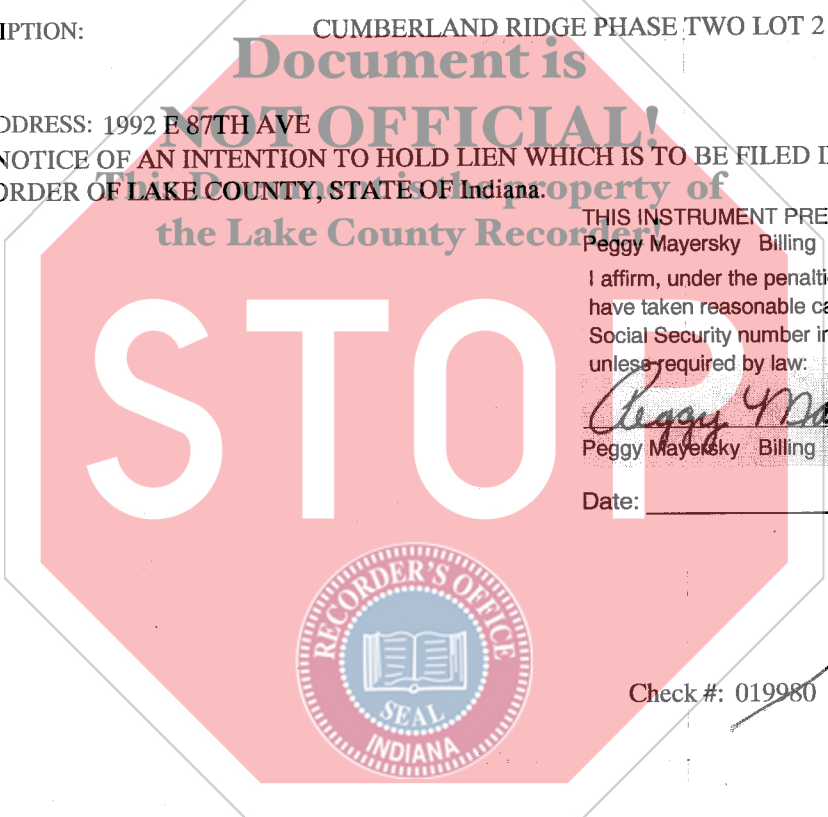 IPTION: CUMBERLAND RIDGE PHASE TWO LOT 2
Document is
DDRESS: 1992 E 87TH AVE
NOT OFFICIAL!
NOTICE OF AN INTENTION TO HOLD LIEN WHICH IS TO BE FILED I
ORDER OF LAKE COUNTY, STATE OF Indiana.
This Document is the property of
the Lake County Recorder!
THIS INSTRUMENT PRE
Peggy Mayersky Billing
I affirm, under the penalti
have taken reasonable ca
Social Security number in
unless required by law:
Peggy Ma
Peggy Mayersky Billing
Date:
STOP
RECORDER'S OFFICE
SEAL
INDIANA
Check #: 019980